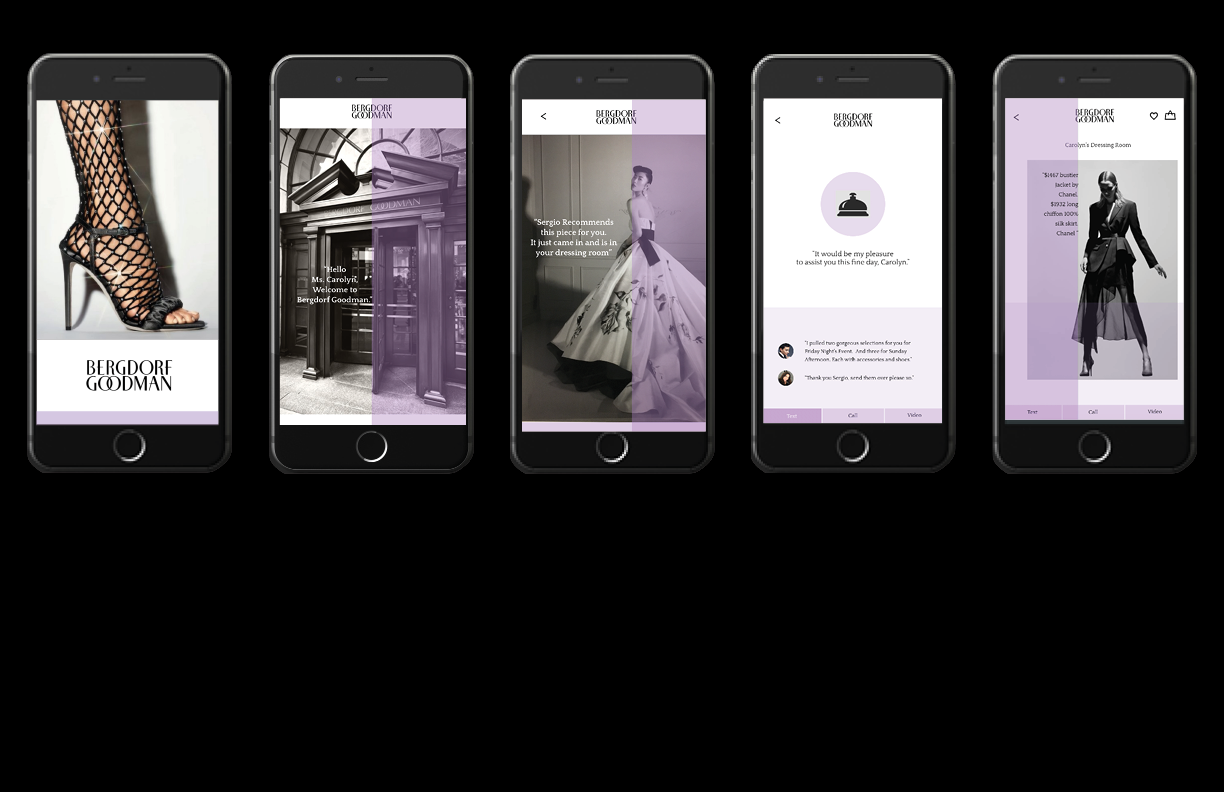 BERGDORF
GOODMAN
BERGDORF
GOODMAN
GOODMAN
"Hello
Ms. Carolyn,
Welcome to
Bergdorf Goodman."
<
BERGDORF
GOODMAN
"Sergio Recommends
this piece for you.
It just came in and is in
your dressing room"
<
BERGDORF
GOODMAN
"It would be my pleasure
to assist you this fine day, Carolyn."
"I pulled two gorgeous selections for you for
Friday Night's Event. And three for Sunday
Afternoon. Each with accessories and shoes."
"Thank you Sergio, send them over please so."
Text
Call
Video
<
BERGDORF
GOODMAN
Carolyn's Dressing Room
"$1467 bustier
Jacket by
Chanel.
$1932 long
chiffon 100%
silk skirt.
Chanel"
Text
Call
Video